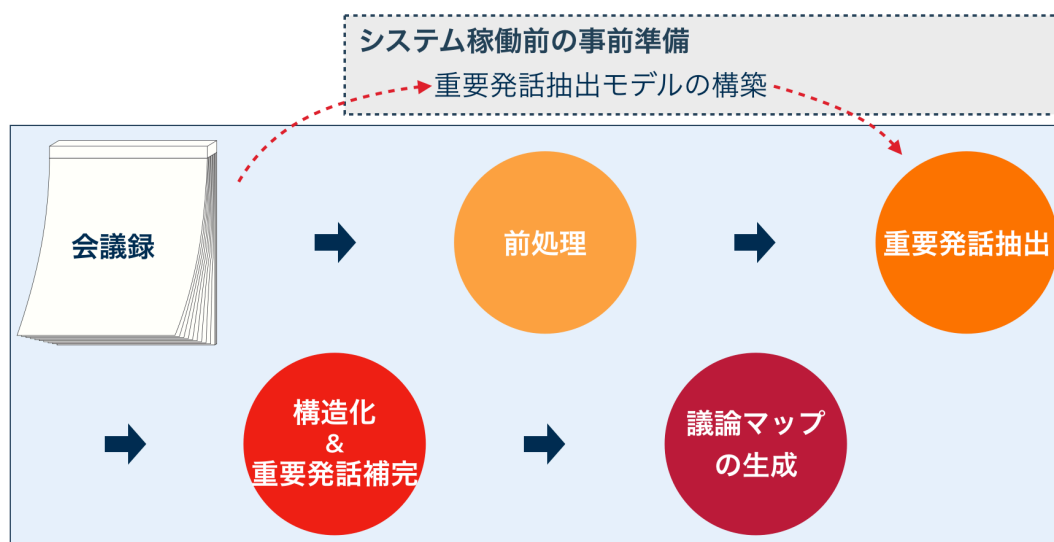 システム稼働前の事前準備
重要発話抽出モデルの構築
会議録
前処理
重要発話抽出
構造化
&
重要発話補完
議論マップ
の生成